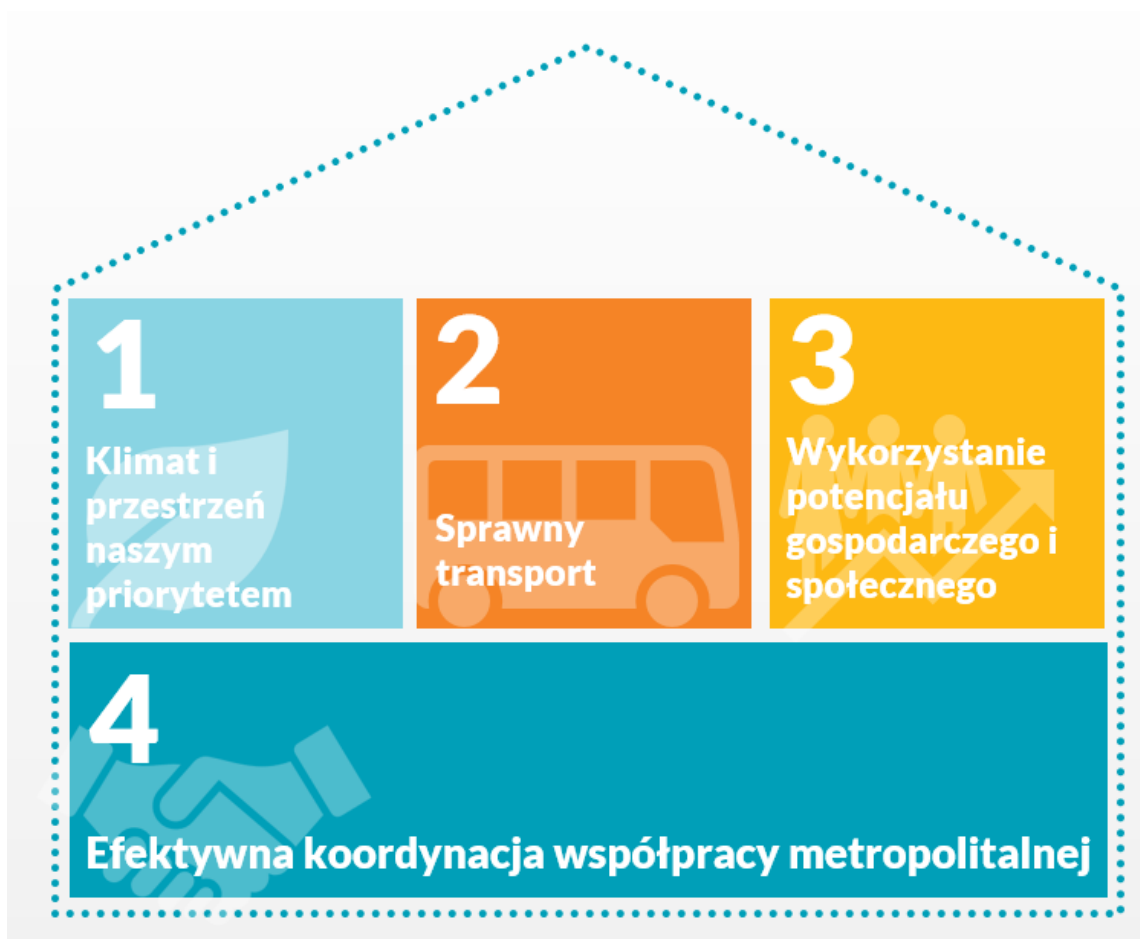 1
Klimat i
przestrzeń
naszym
priorytetem
2
Sprawny
transport
3
Wykorzystanie
potencjału
gospodarczego i
społecznego
4
Efektywna koordynacja współpracy metropolitalnej